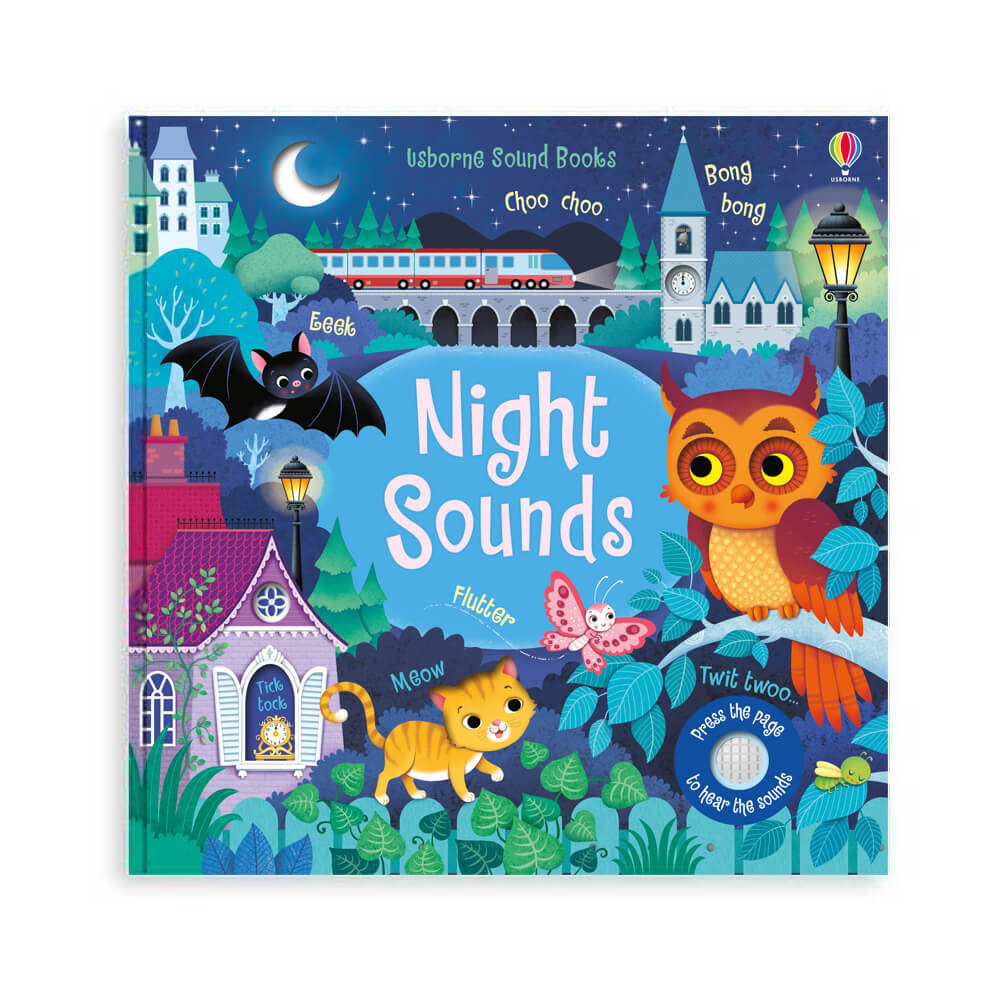 Usborne Sound Books
USBORNE
Choo choo
Bong
bong
Eeek
Night
Sounds
Flutter
Meow
Tick
tock
Twit twoo...
Press the page
to hear the sounds